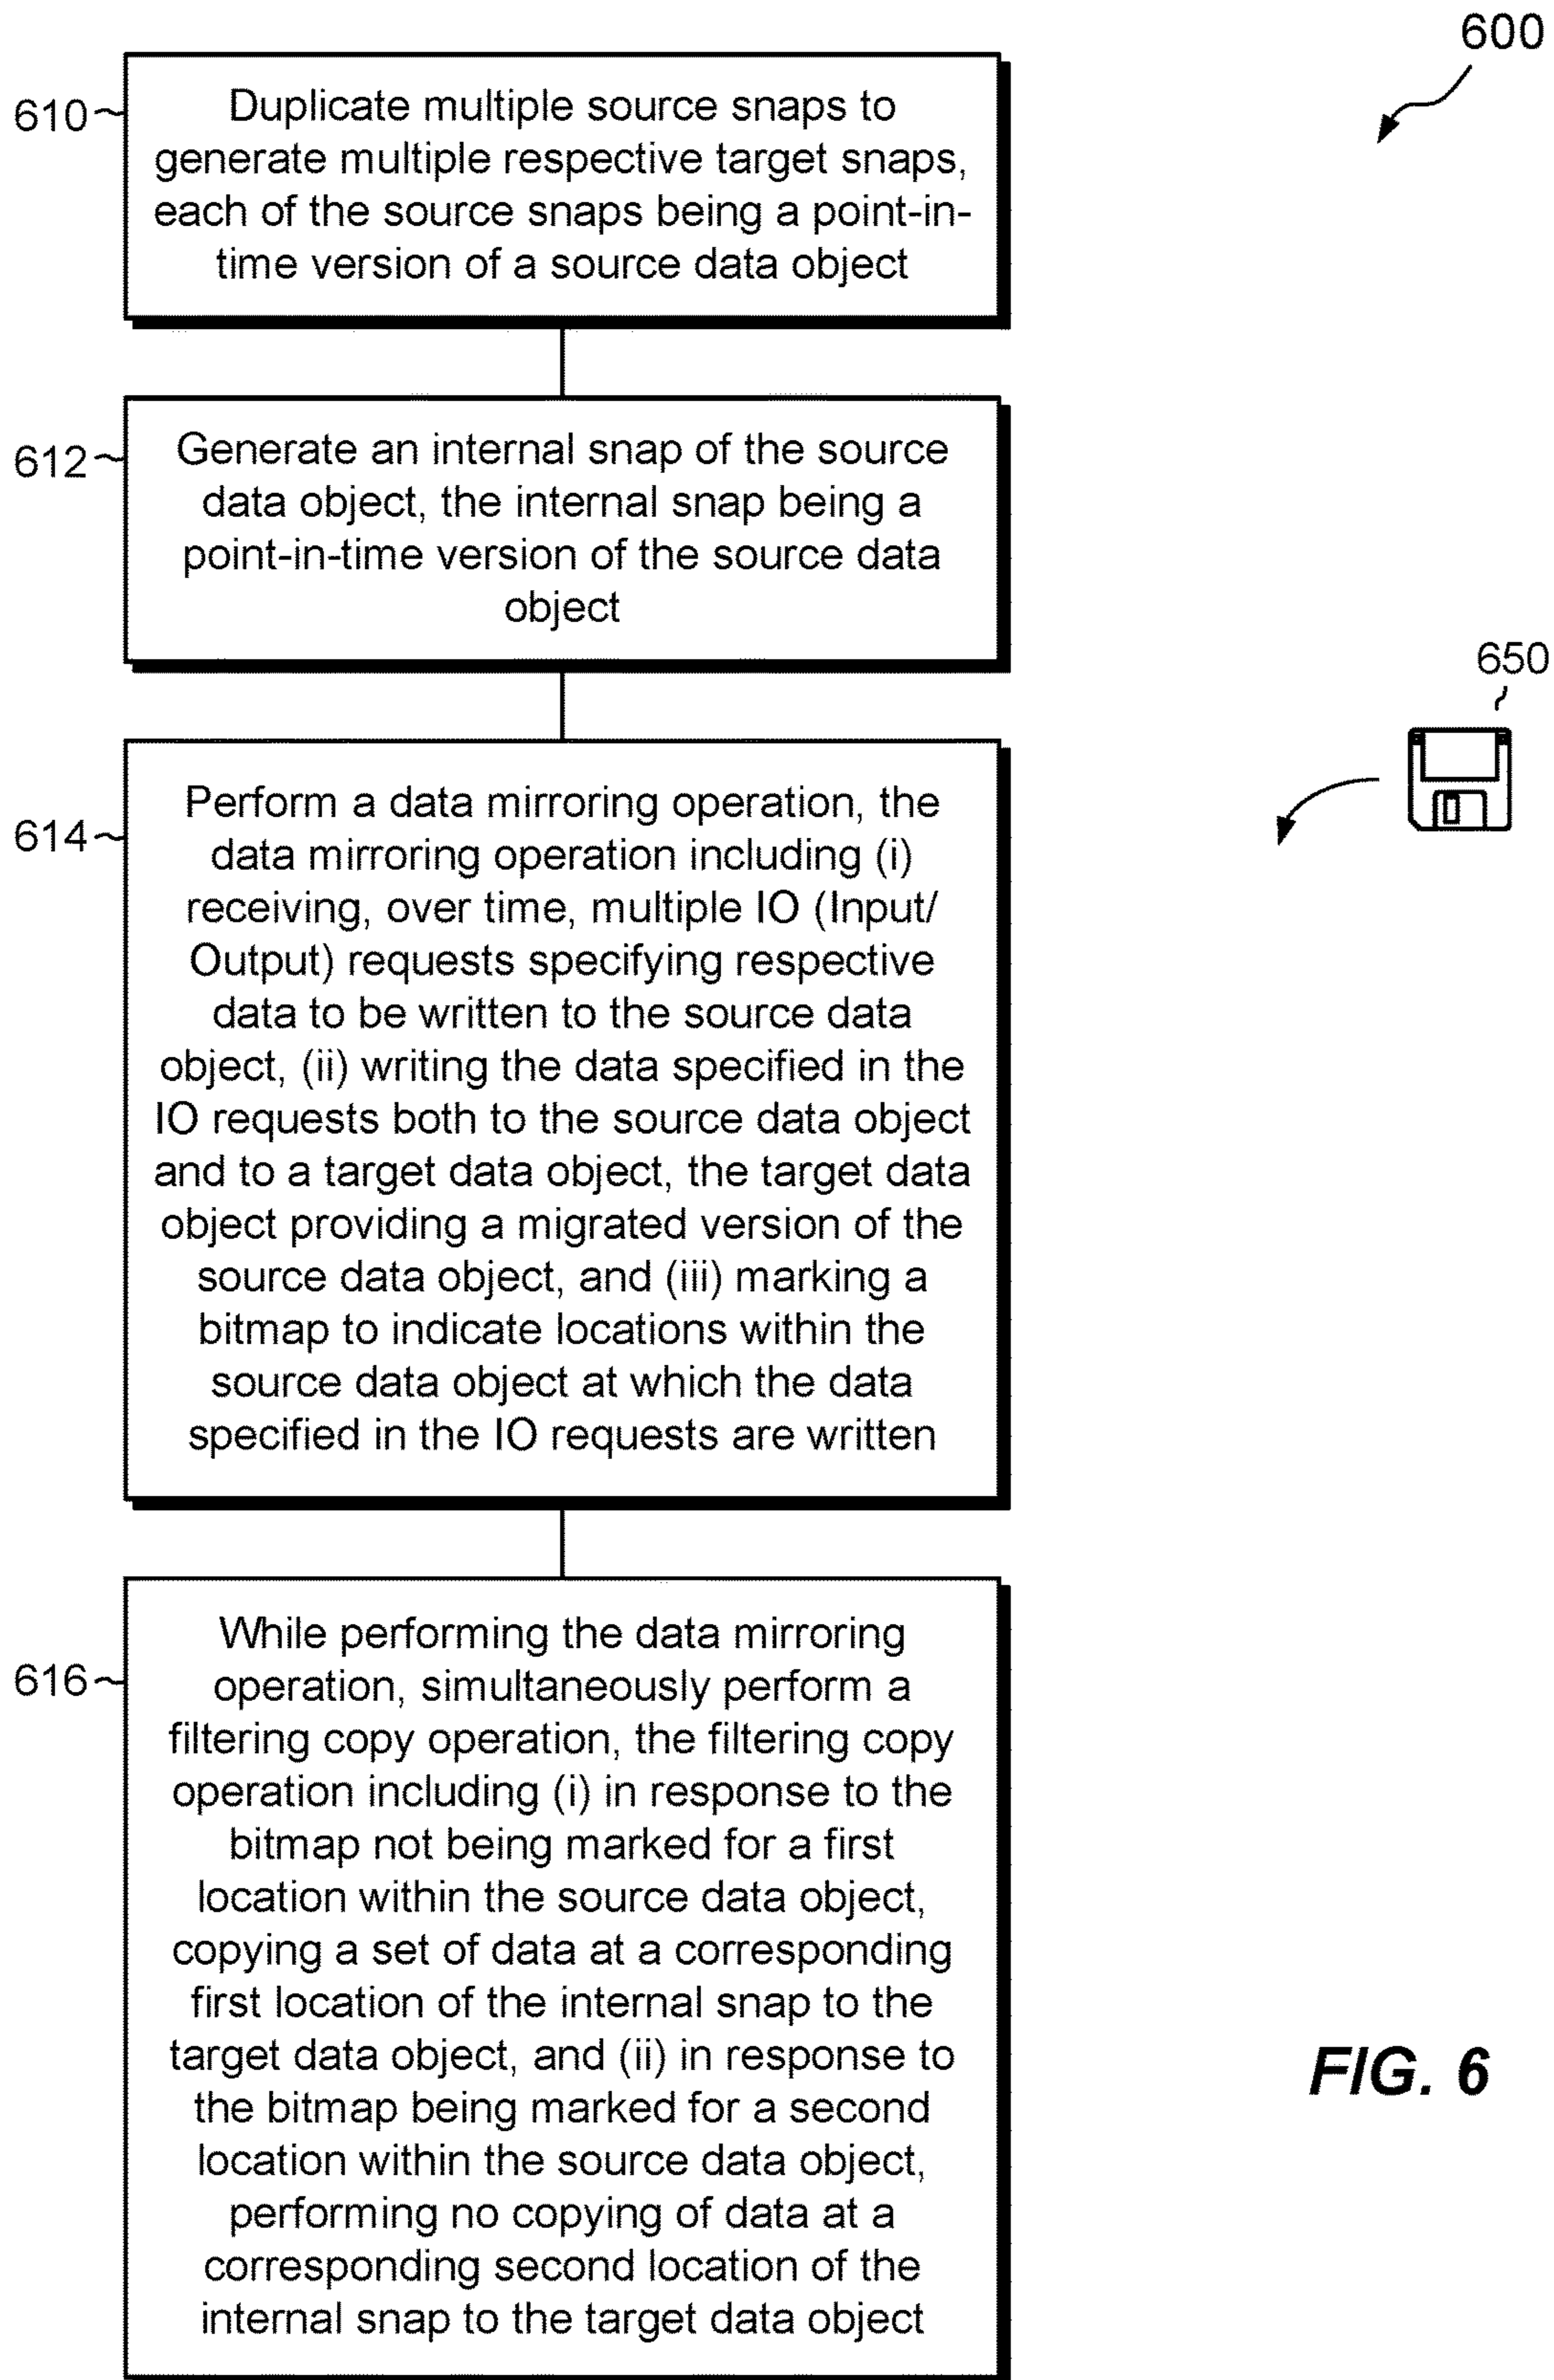 600
610
Duplicate multiple source snaps to
generate multiple respective target snaps,
each of the source snaps being a point-in-
time version of a source data object
612
Generate an internal snap of the source
data object, the internal snap being a
point-in-time version of the source data
object
650
614
Perform a data mirroring operation, the
data mirroring operation including (i)
receiving, over time, multiple IO (Input/
Output) requests specifying respective
data to be written to the source data
object, (ii) writing the data specified in the
IO requests both to the source data object
and to a target data object, the target data
object providing a migrated version of the
source data object, and (iii) marking a
bitmap to indicate locations within the
source data object at which the data
specified in the IO requests are written
616
While performing the data mirroring
operation, simultaneously perform a
filtering copy operation, the filtering copy
operation including (i) in response to the
bitmap not being marked for a first
location within the source data object,
copying a set of data at a corresponding
first location of the internal snap to the
target data object, and (ii) in response to
the bitmap being marked for a second
location within the source data object,
performing no copying of data at a
corresponding second location of the
internal snap to the target data object
FIG. 6